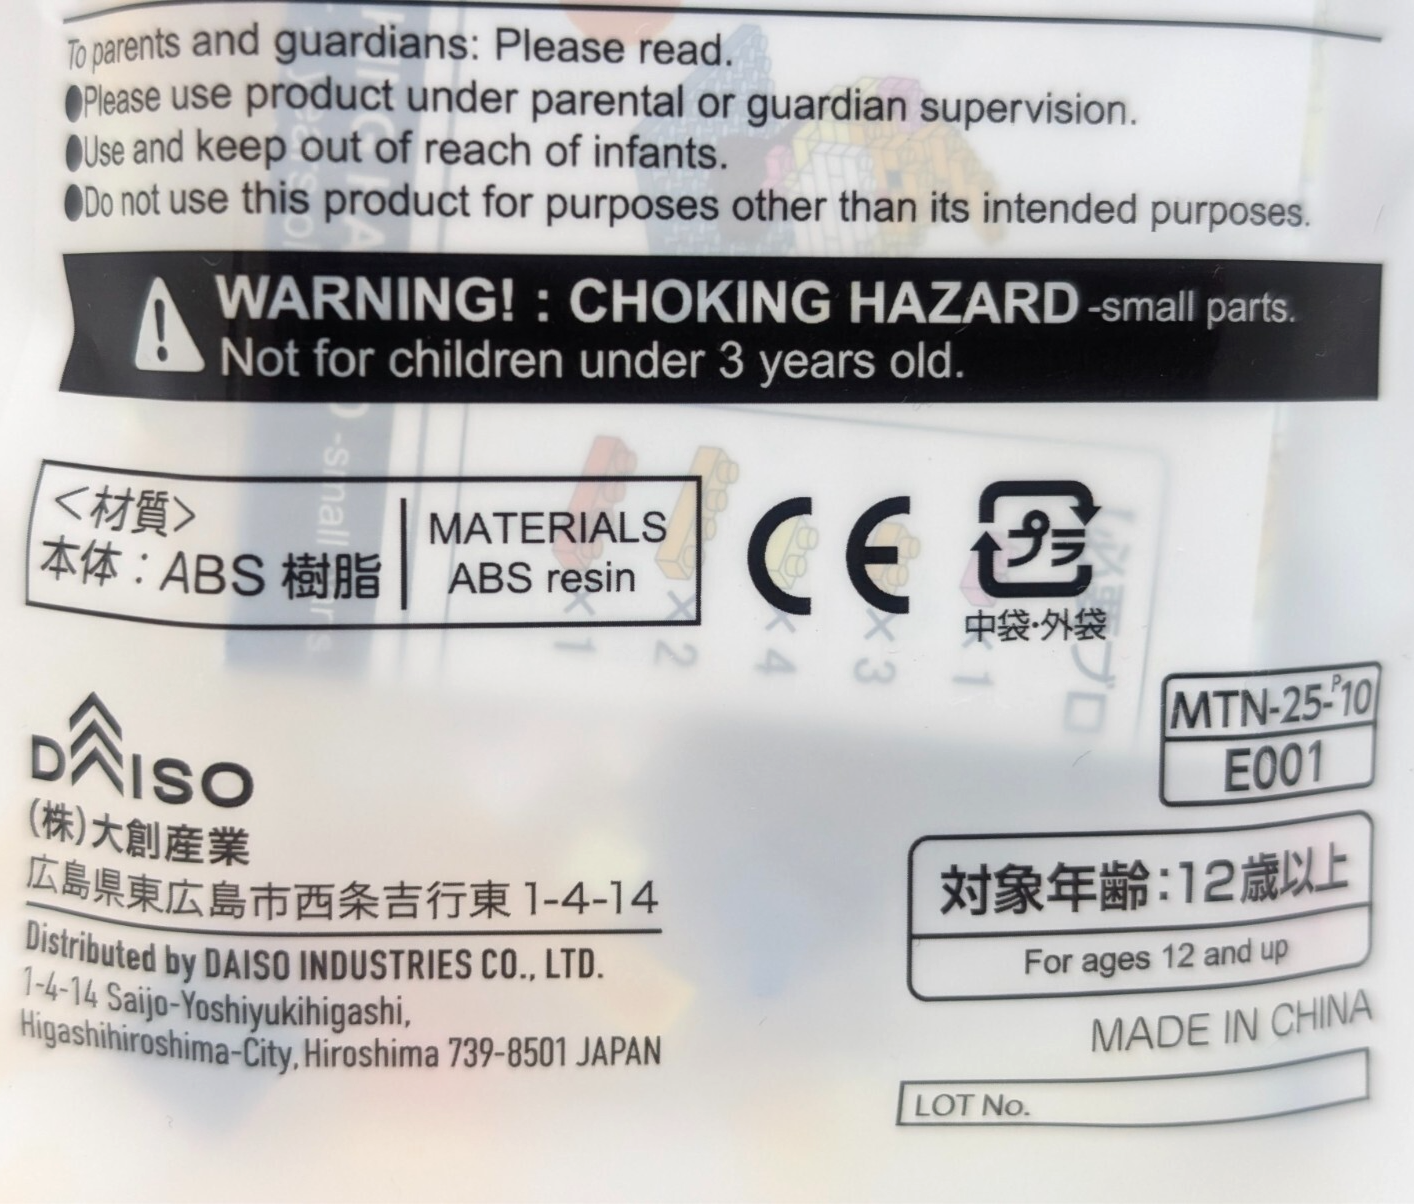 To parents and guardians: Please read.
●Please use product under parental or guardian supervision.
●Use and keep out of reach of infants.
●Do not use this product for purposes other than its intended purposes.
WARNING! : CHOKING HAZARD -small parts.
Not for children under 3 years old.
<材質>
本体：ABS 樹脂
MATERIALS
ABS resin
CE
プラ
中袋・外袋
DAISO
(株)大創産業
広島県東広島市西条吉行東 1-4-14
Distributed by DAISO INDUSTRIES CO., LTD.
1-4-14 Saijo-Yoshiyukihigashi,
Higashihiroshima-City, Hiroshima 739-8501 JAPAN
MTN-25-P10
E001
対象年齢:12歳以上
For ages 12 and up
MADE IN CHINA
LOT No.
×1
×2
×4
×3
×1